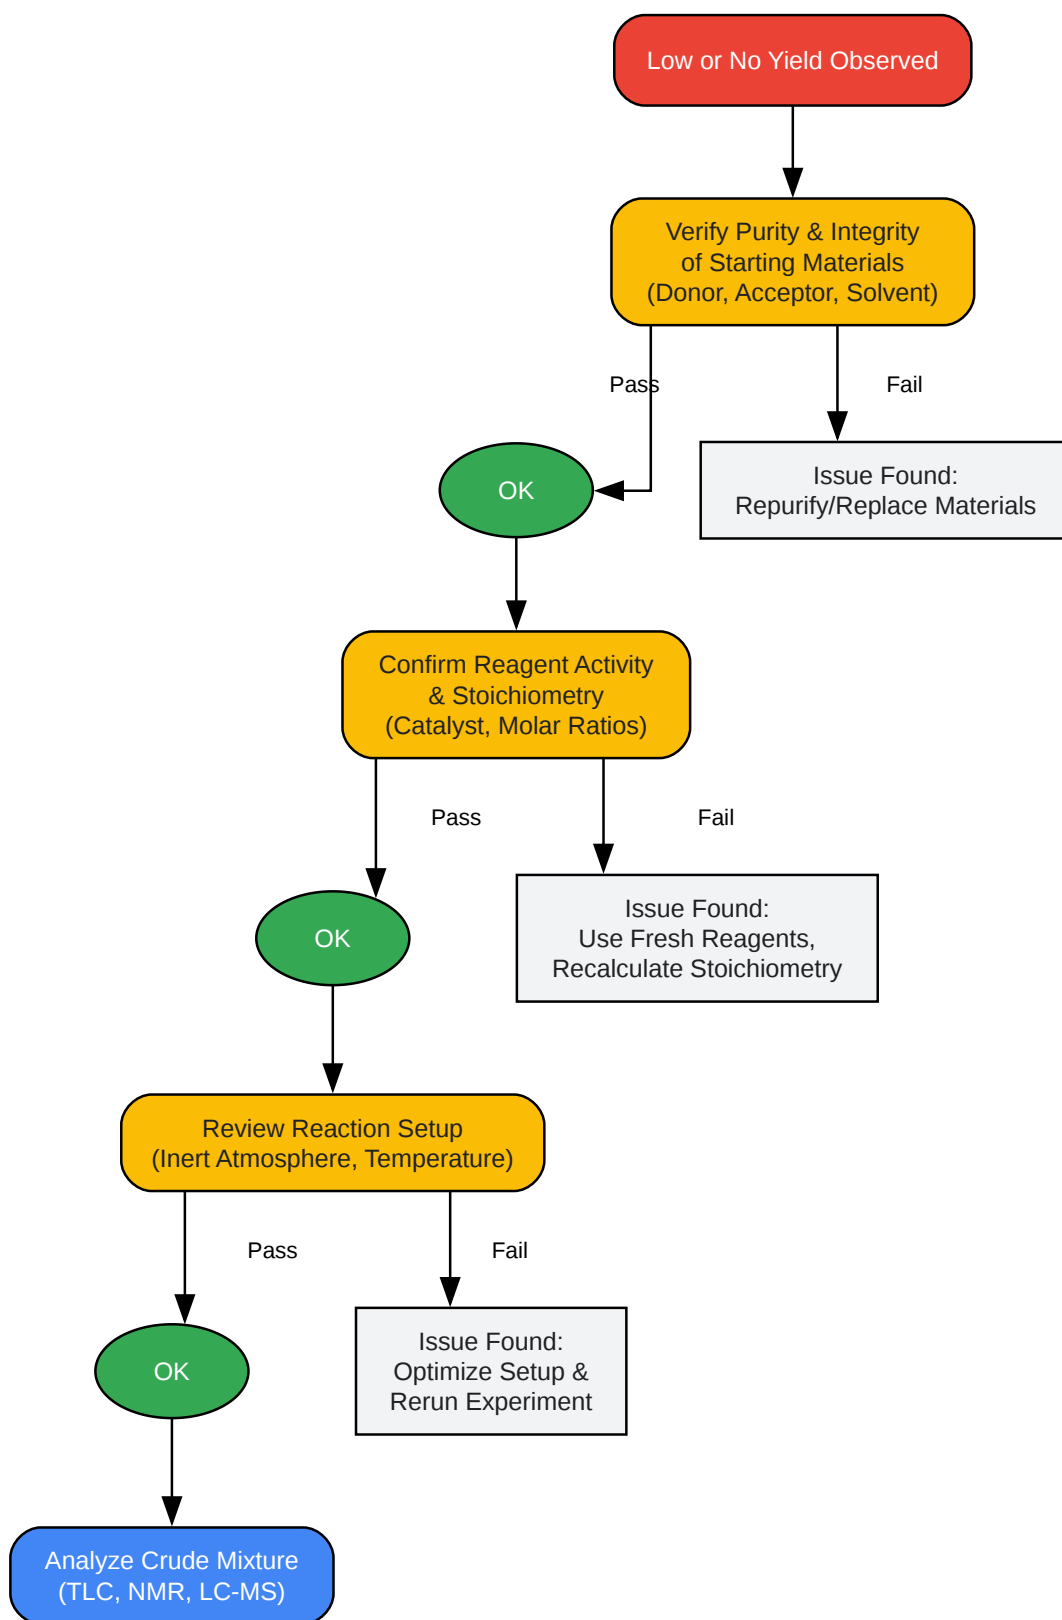 Low or No Yield Observed
Verify Purity & Integrity
of Starting Materials
(Donor, Acceptor, Solvent)
Pass
Fail
OK
Issue Found:
Repurify/Replace Materials
Confirm Reagent Activity
& Stoichiometry
(Catalyst, Molar Ratios)
Pass
Fail
OK
Issue Found:
Use Fresh Reagents,
Recalculate Stoichiometry
Review Reaction Setup
(Inert Atmosphere, Temperature)
Pass
Fail
OK
Issue Found:
Optimize Setup &
Rerun Experiment
Analyze Crude Mixture
(TLC, NMR, LC-MS)